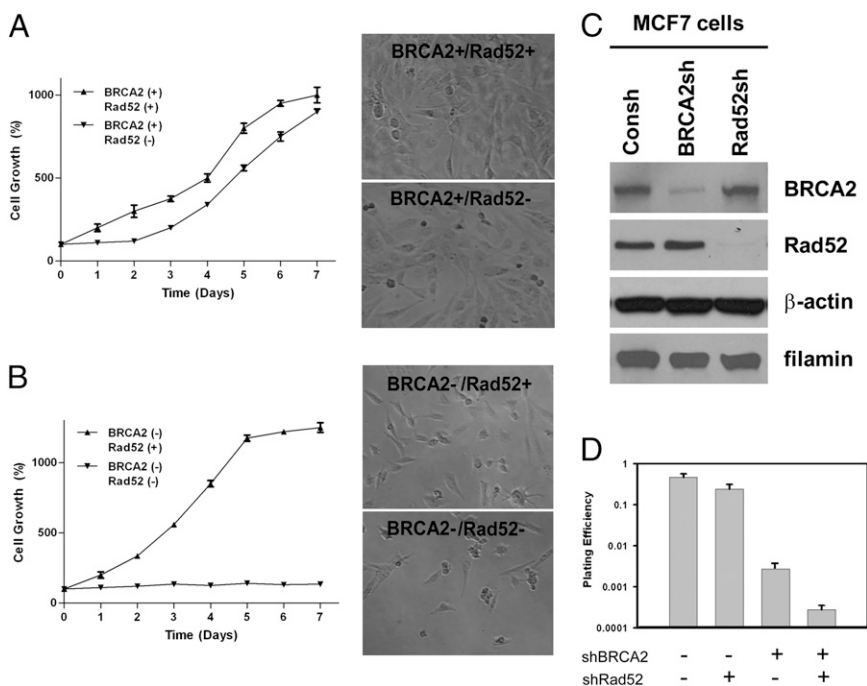 A
BRCA2 (+)
Rad52 (+)
BRCA2 (+)
Rad52 (-)
Cell Growth (%)
1000
500
0
0 1 2 3 4 5 6 7
Time (Days)
BRCA2+/Rad52+
BRCA2+/Rad52-
B
BRCA2 (-)
Rad52 (+)
BRCA2 (-)
Rad52 (-)
Cell Growth (%)
1000
500
0
0 1 2 3 4 5 6 7
Time (Days)
BRCA2-/Rad52+
BRCA2-/Rad52-
C
MCF7 cells
Consh
BRCA2sh
Rad52sh
BRCA2
Rad52
β-actin
filamin
D
Plating Efficiency
1
0.1
0.01
0.001
0.0001
shBRCA2 - - + +
shRad52 - + - +